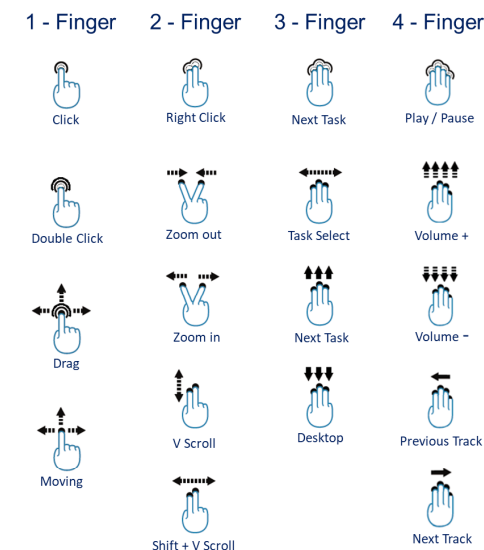 1 - Finger 2 - Finger 3 - Finger 4 - Finger
Click Right Click Next Task Play / Pause
Double Click Zoom out Task Select Volume +
Drag Zoom in Next Task Volume -
Moving V Scroll Desktop Previous Track
Shift + V Scroll Next Track